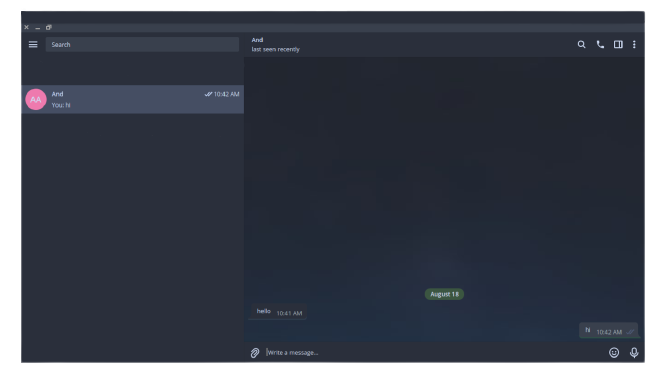 Search
And
last seen recently
AA
And
10:42 AM
You: hi
August 18
hello 10:41 AM
hi 10:42 AM
Write a message...